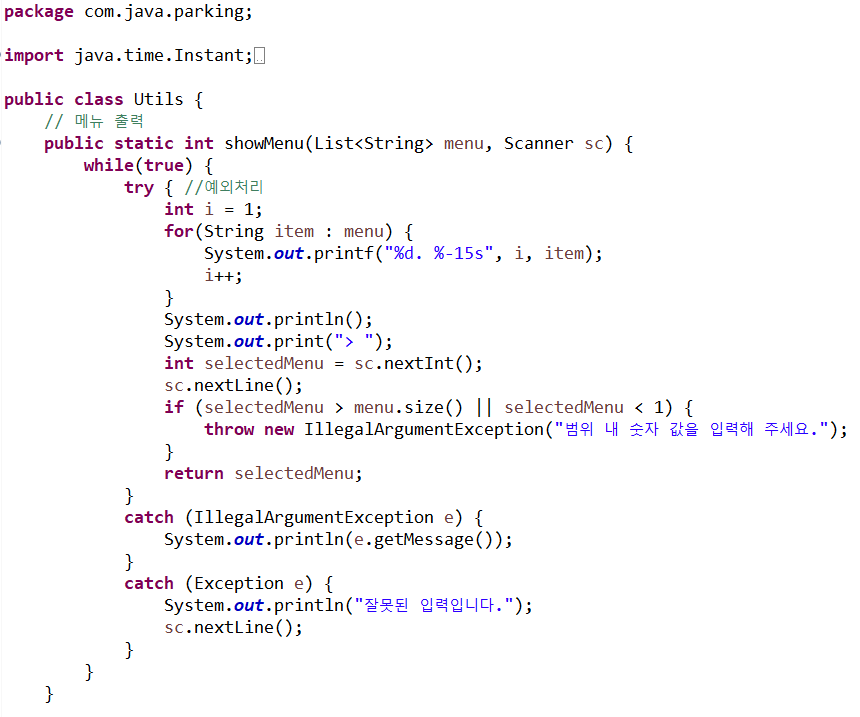 package com.java.parking;
import java.time.Instant;
public class Utils {
// 메뉴 출력
public static int showMenu(List<String> menu, Scanner sc) {
while(true) {
try { //예외처리
int i = 1;
for(String item : menu) {
System.out.printf("%d. %-15s", i, item);
i++;
}
System.out.println();
System.out.print("> ");
int selectedMenu = sc.nextInt();
sc.nextLine();
if (selectedMenu > menu.size() || selectedMenu < 1) {
throw new IllegalArgumentException("범위 내 숫자 값을 입력해 주세요.");
}
return selectedMenu;
}
catch (IllegalArgumentException e) {
System.out.println(e.getMessage());
}
catch (Exception e) {
System.out.println("잘못된 입력입니다.");
sc.nextLine();
}
}
}